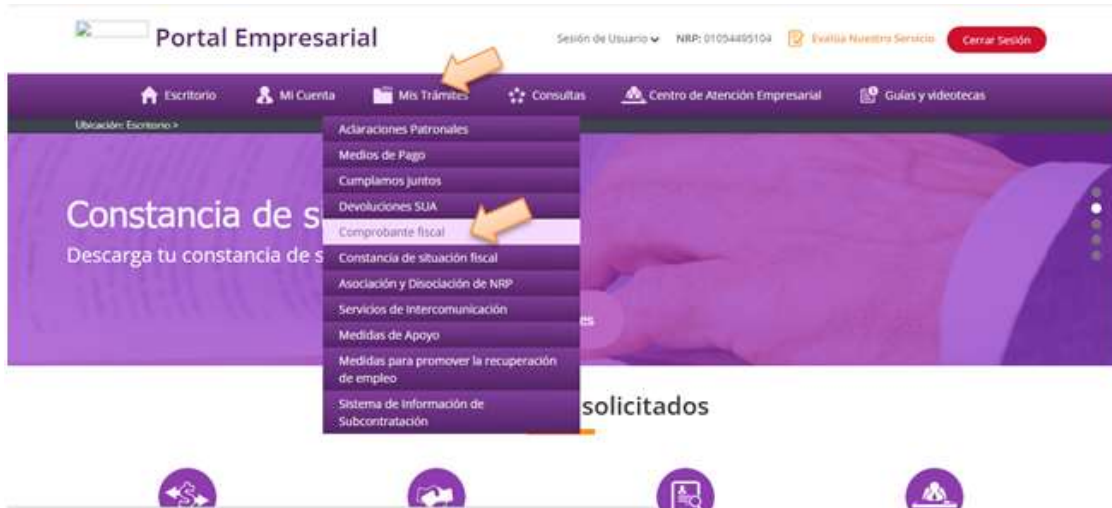 Portal Empresarial
Sesión de Usuario NRP: 01054495104 Evalúa Nuestro Servicio Cerrar Sesión
Escritorio Mi Cuenta Mis Trámites Consultas Centro de Atención Empresarial Guías y videotecas
Ubicación: Escritorio >
Aclaraciones Patronales
Medios de Pago
Cumplamos juntos
Devoluciones SUA
Constancia de s
Comprobante fiscal
Descarga tu constancia de s
Constancia de situación fiscal
Asociación y Disociación de NRP
Servicios de Intercomunicación
es
Medidas de Apoyo
Medidas para promover la recuperación
de empleo
Sistema de Información de
Subcontratación
solicitados